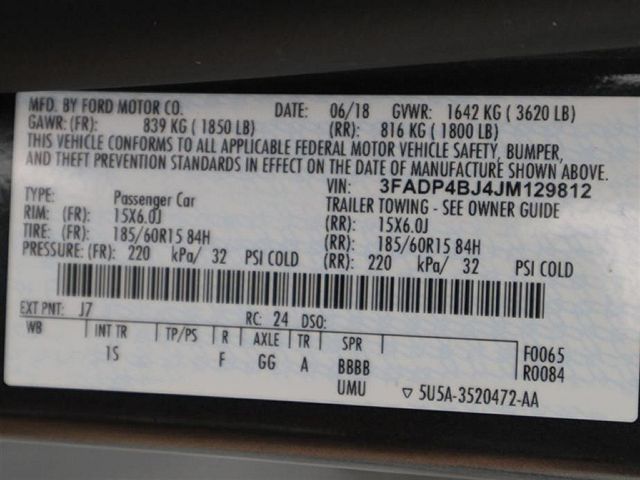 MFD. BY FORD MOTOR CO. DATE: 06/18 GVWR: 1642 KG ( 3620 LB)
GAWR: (FR): 839 KG ( 1850 LB) (RR): 816 KG ( 1800 LB)
THIS VEHICLE CONFORMS TO ALL APPLICABLE FEDERAL MOTOR VEHICLE SAFETY, BUMPER,
AND THEFT PREVENTION STANDARDS IN EFFECT ON THE DATE OF MANUFACTURE SHOWN ABOVE.
VIN: 3FADP4BJ4JM129812
TYPE: Passenger Car TRAILER TOWING - SEE OWNER GUIDE
RIM: (FR): 15X6.0J (RR): 15X6.0J
TIRE: (FR): 185/60R15 84H (RR): 185/60R15 84H
PRESSURE: (FR): 220 kPa/ 32 PSI COLD (RR): 220 kPa/ 32 PSI COLD
EXT PNT: J7 RC: 24 DSO:
WB INT TR TP/PS R AXLE TR SPR F0065
1S F GG A BBBB R0084
UMU ▽ 5U5A-3520472-AA